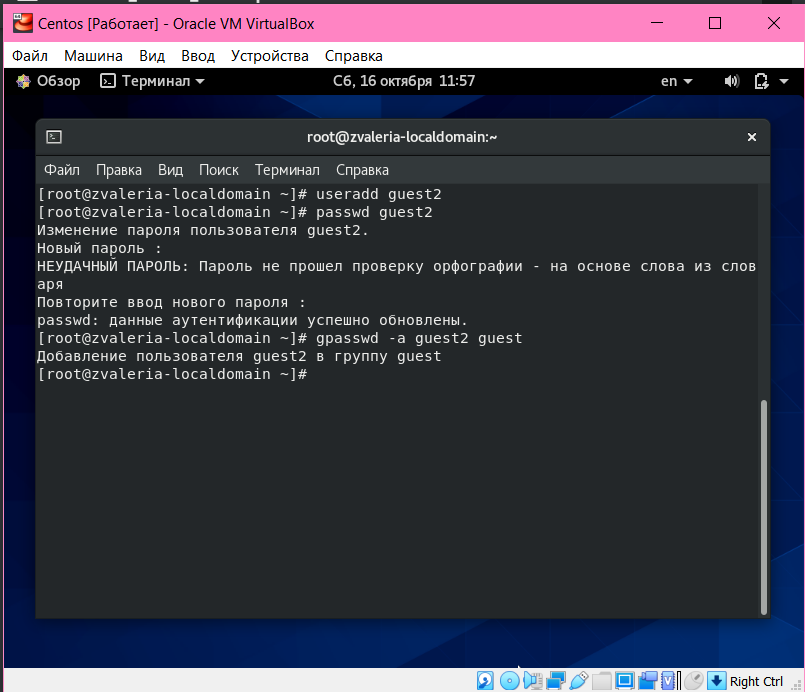 Centos [Работает] - Oracle VM VirtualBox
Файл Машина Вид Ввод Устройства Справка
Обзор Терминал Сб, 16 октября 11:57 en
root@zvaleria-localdomain:~
Файл Правка Вид Поиск Терминал Справка
[root@zvaleria-localdomain ~]# useradd guest2
[root@zvaleria-localdomain ~]# passwd guest2
Изменение пароля пользователя guest2.
Новый пароль :
НЕУДАЧНЫЙ ПАРОЛЬ: Пароль не прошел проверку орфографии - на основе слова из слов
аря
Повторите ввод нового пароля :
passwd: данные аутентификации успешно обновлены.
[root@zvaleria-localdomain ~]# gpasswd -a guest2 guest
Добавление пользователя guest2 в группу guest
[root@zvaleria-localdomain ~]#
Right Ctrl